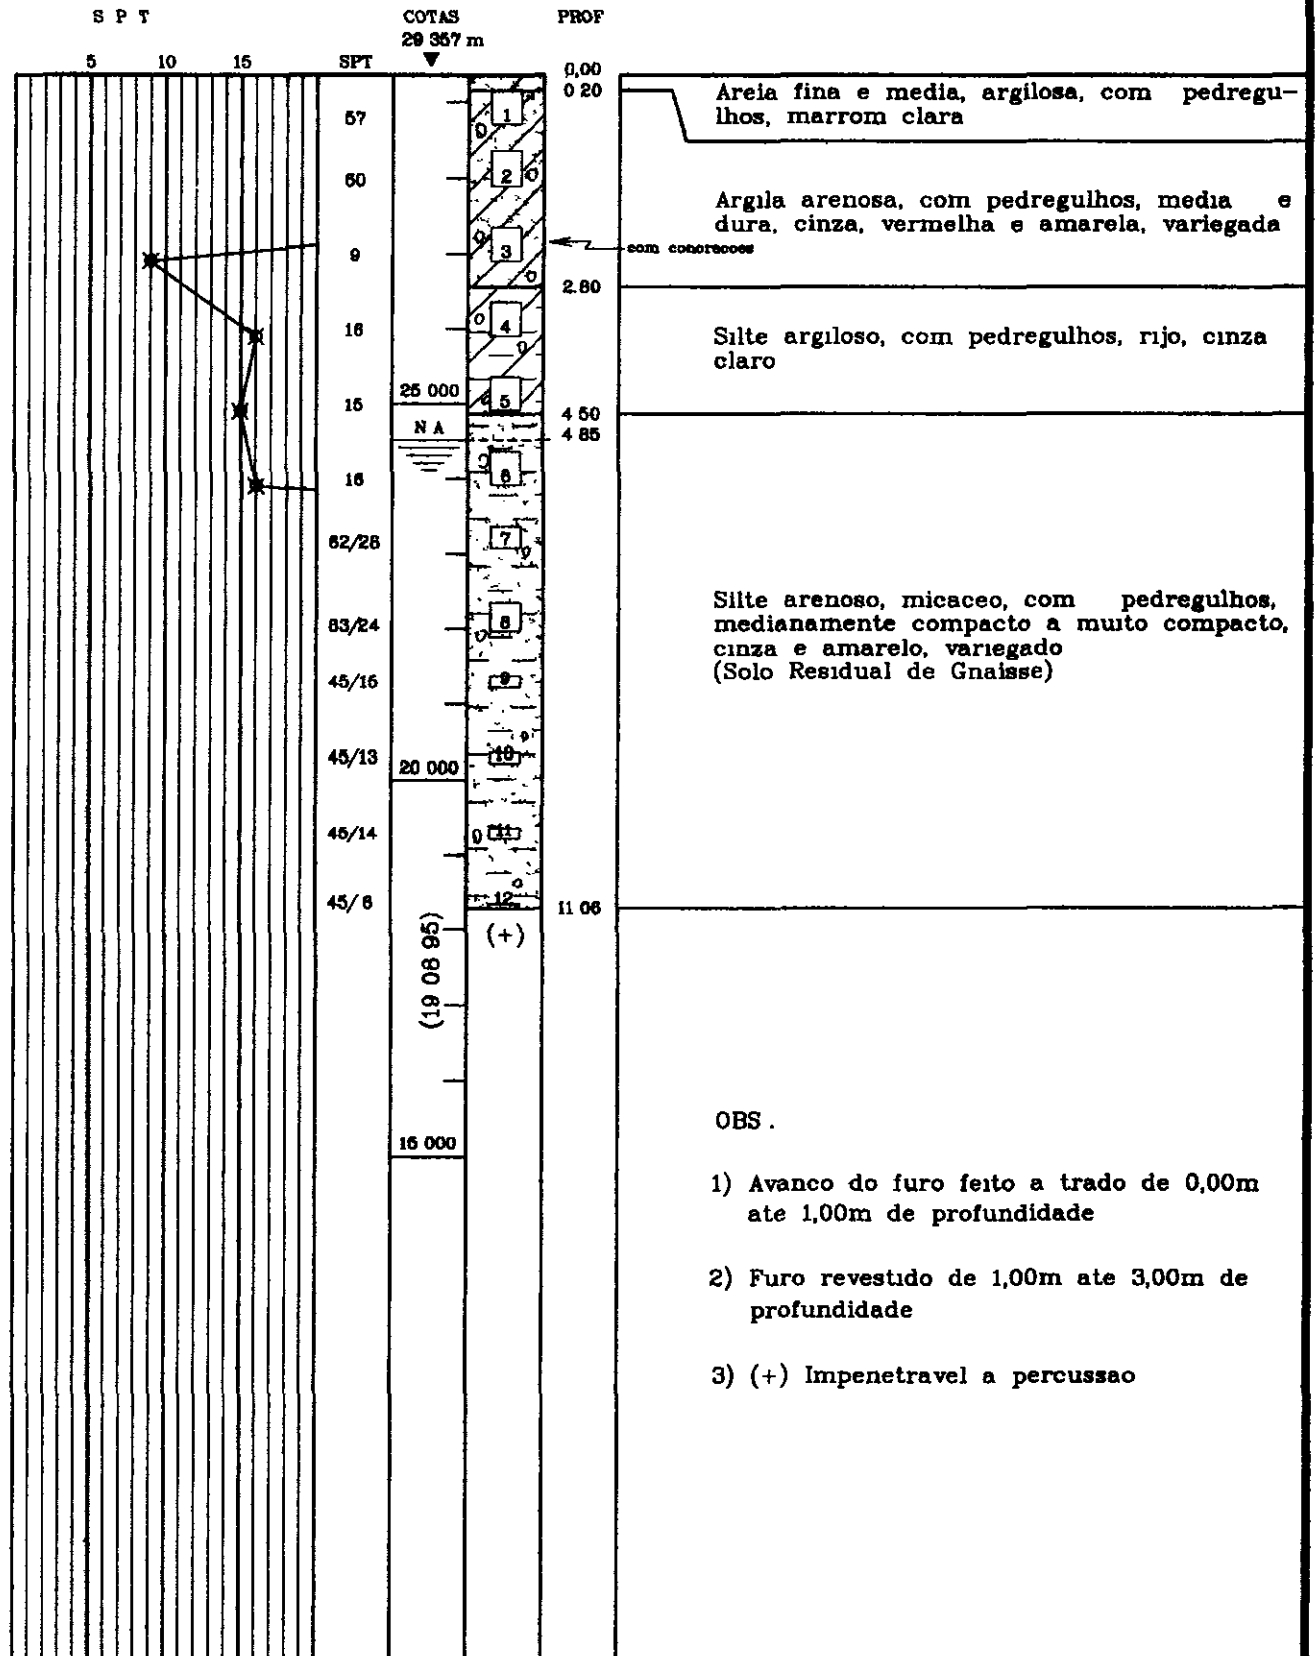 S P T
COTAS
PROF
29 357 m
5 10 15
SPT
0,00
0 20
Areia fina e media, argilosa, com pedregu-
lhos, marrom clara
57
1
60
2
Argila arenosa, com pedregulhos, media e
dura, cinza, vermelha e amarela, variegada
9
3
2.80
16
4
Silte argiloso, com pedregulhos, rijo, cinza
claro
15
25 000
5
4 50
N A
4 85
16
6
62/28
7
Silte arenoso, micaceo, com pedregulhos,
medianamente compacto a muito compacto,
cinza e amarelo, variegado
(Solo Residual de Gnaisse)
63/24
8
45/15
9
45/13
20 000
10
45/14
11
45/6
12
11 06
(+)
(19 08 95)
15 000
OBS.
1) Avanco do furo feito a trado de 0,00m
ate 1,00m de profundidade
2) Furo revestido de 1,00m ate 3,00m de
profundidade
3) (+) Impenetravel a percussao